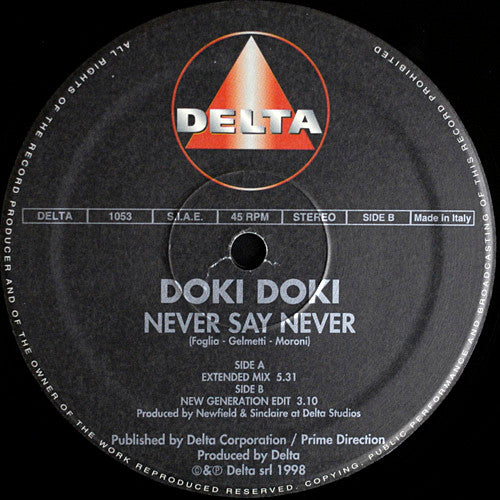 ALL RIGHTS OF THE RECORD PRODUCER AND OF THE OWNER OF THE WORK REPRODUCED RESERVED. COPYING, PUBLIC PERFORMANCE AND BROADCASTING OF THIS RECORD PROHIBITED
DELTA
DELTA 1053 S.I.A.E. 45 RPM STEREO SIDE B Made in Italy
DOKI DOKI
NEVER SAY NEVER
(Foglia - Gelmetti - Moroni)
SIDE A
EXTENDED MIX 5.31
SIDE B
NEW GENERATION EDIT 3.10
Produced by Newfield & Sinclaire at Delta Studios
Published by Delta Corporation / Prime Direction
Produced by Delta
©&℗ Delta srl 1998